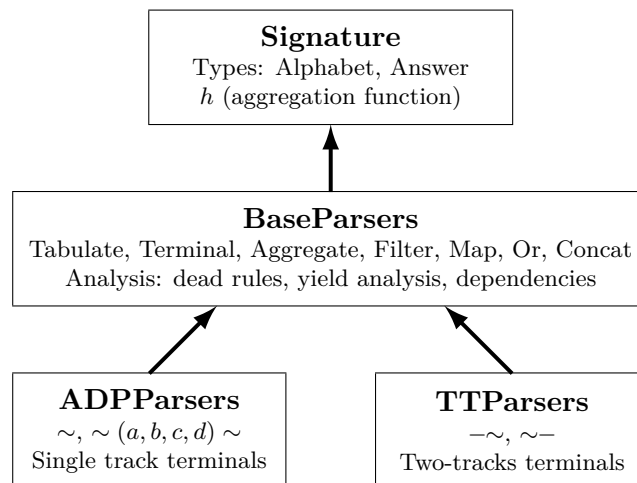 Signature
Types: Alphabet, Answer
h (aggregation function)
BaseParsers
Tabulate, Terminal, Aggregate, Filter, Map, Or, Concat
Analysis: dead rules, yield analysis, dependencies
ADPParsers
∼, ∼ (a, b, c, d) ∼
Single track terminals
TTParsers
−∼, ∼−
Two-tracks terminals